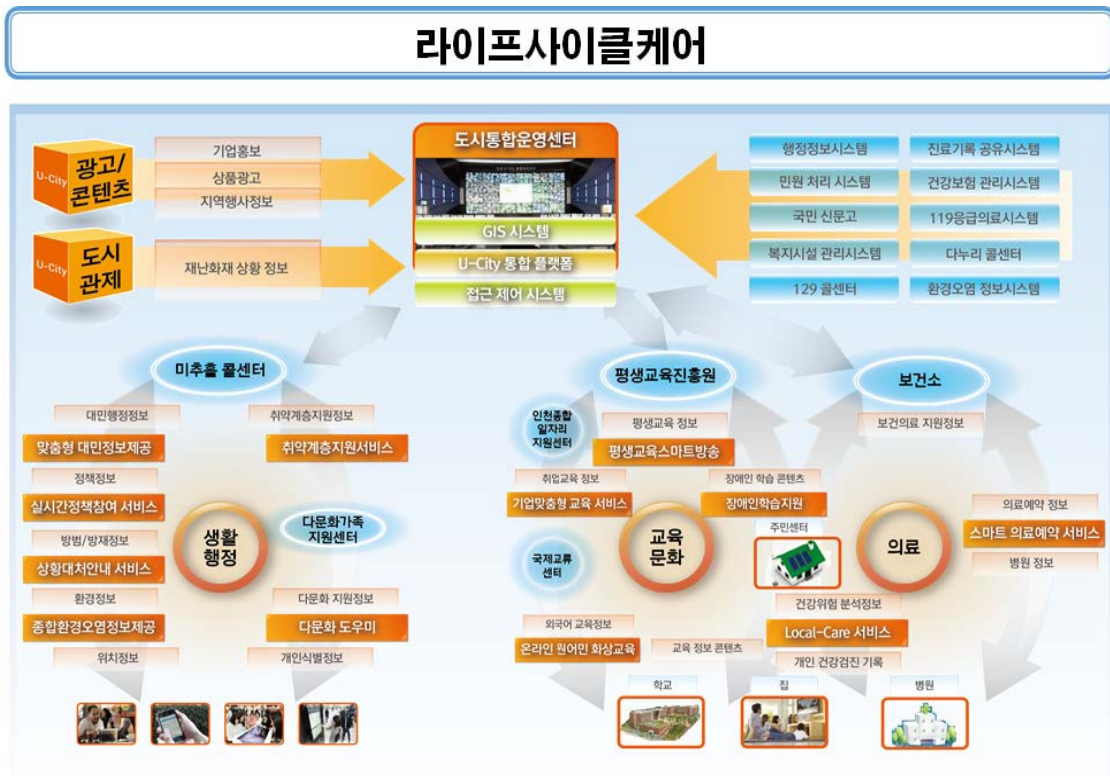 라이프사이클케어
U-City
광고/
콘텐츠
기업홍보
상품광고
지역행사정보
U-City
도시
관제
재난화재 상황 정보
도시통합운영센터
GIS 시스템
U-City 통합 플랫폼
접근 제어 시스템
행정정보시스템
진료기록 공유시스템
민원 처리 시스템
건강보험 관리시스템
국민 신문고
119응급의료시스템
복지시설 관리시스템
다누리 콜센터
129 콜센터
환경오염 정보시스템
미추홀 콜센터
대민행정정보
취약계층지원정보
맞춤형 대민정보제공
취약계층지원서비스
정책정보
실시간정책참여 서비스
방범/방재정보
상황대처안내 서비스
환경정보
종합환경오염정보제공
위치정보
생활
행정
다문화가족
지원센터
다문화 지원정보
다문화 도우미
개인식별정보
평생교육진흥원
인천종합
일자리
지원센터
평생교육 정보
평생교육스마트방송
취업교육 정보
장애인 학습 콘텐츠
기업맞춤형 교육 서비스
장애인학습지원
교육
문화
국제교류
센터
외국어 교육정보
온라인 원어민 화상교육
교육 정보 콘텐츠
학교
집
주민센터
보건소
보건의료 지원정보
의료
의료예약 정보
스마트 의료예약 서비스
병원 정보
건강위험 분석정보
Local-Care 서비스
개인 건강검진 기록
병원